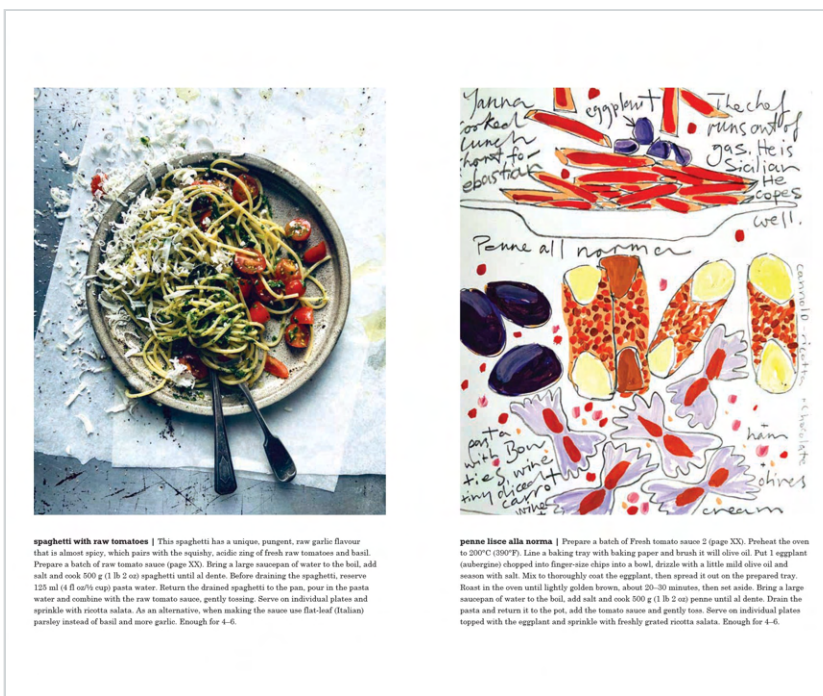 Janna
cooked
lunch
eggplant
The chef
runs out of
gas. He is
Sicilian
He
copes
well.
Penne all norma
cannolo - ricotta + chocolate
pasta
with Bow
ties, wine
tiny diced
carrot
wine
ham
+
olives
cream
spaghetti with raw tomatoes | This spaghetti has a unique, pungent, raw garlic flavour
that is almost spicy, which pairs with the squishy, acidic zing of fresh raw tomatoes and basil.
Prepare a batch of raw tomato sauce (page XX). Bring a large saucepan of water to the boil, add
salt and cook 500 g (1 lb 2 oz) spaghetti until al dente. Before draining the spaghetti, reserve
125 ml (4 fl oz/½ cup) pasta water. Return the drained spaghetti to the pan, pour in the pasta
water and combine with the raw tomato sauce, gently tossing. Serve on individual plates and
sprinkle with ricotta salata. As an alternative, when making the sauce use flat-leaf (Italian)
parsley instead of basil and more garlic. Enough for 4–6.
penne lisce alla norma | Prepare a batch of Fresh tomato sauce 2 (page XX). Preheat the oven
to 200°C (390°F). Line a baking tray with baking paper and brush it will olive oil. Put 1 eggplant
(aubergine) chopped into finger-size chips into a bowl, drizzle with a little mild olive oil and
season with salt. Mix to thoroughly coat the eggplant, then spread it out on the prepared tray.
Roast in the oven until lightly golden brown, about 20–30 minutes, then set aside. Bring a large
saucepan of water to the boil, add salt and cook 500 g (1 lb 2 oz) penne until al dente. Drain the
pasta and return it to the pot, add the tomato sauce and gently toss. Serve on individual plates
topped with the eggplant and sprinkle with freshly grated ricotta salata. Enough for 4–6.